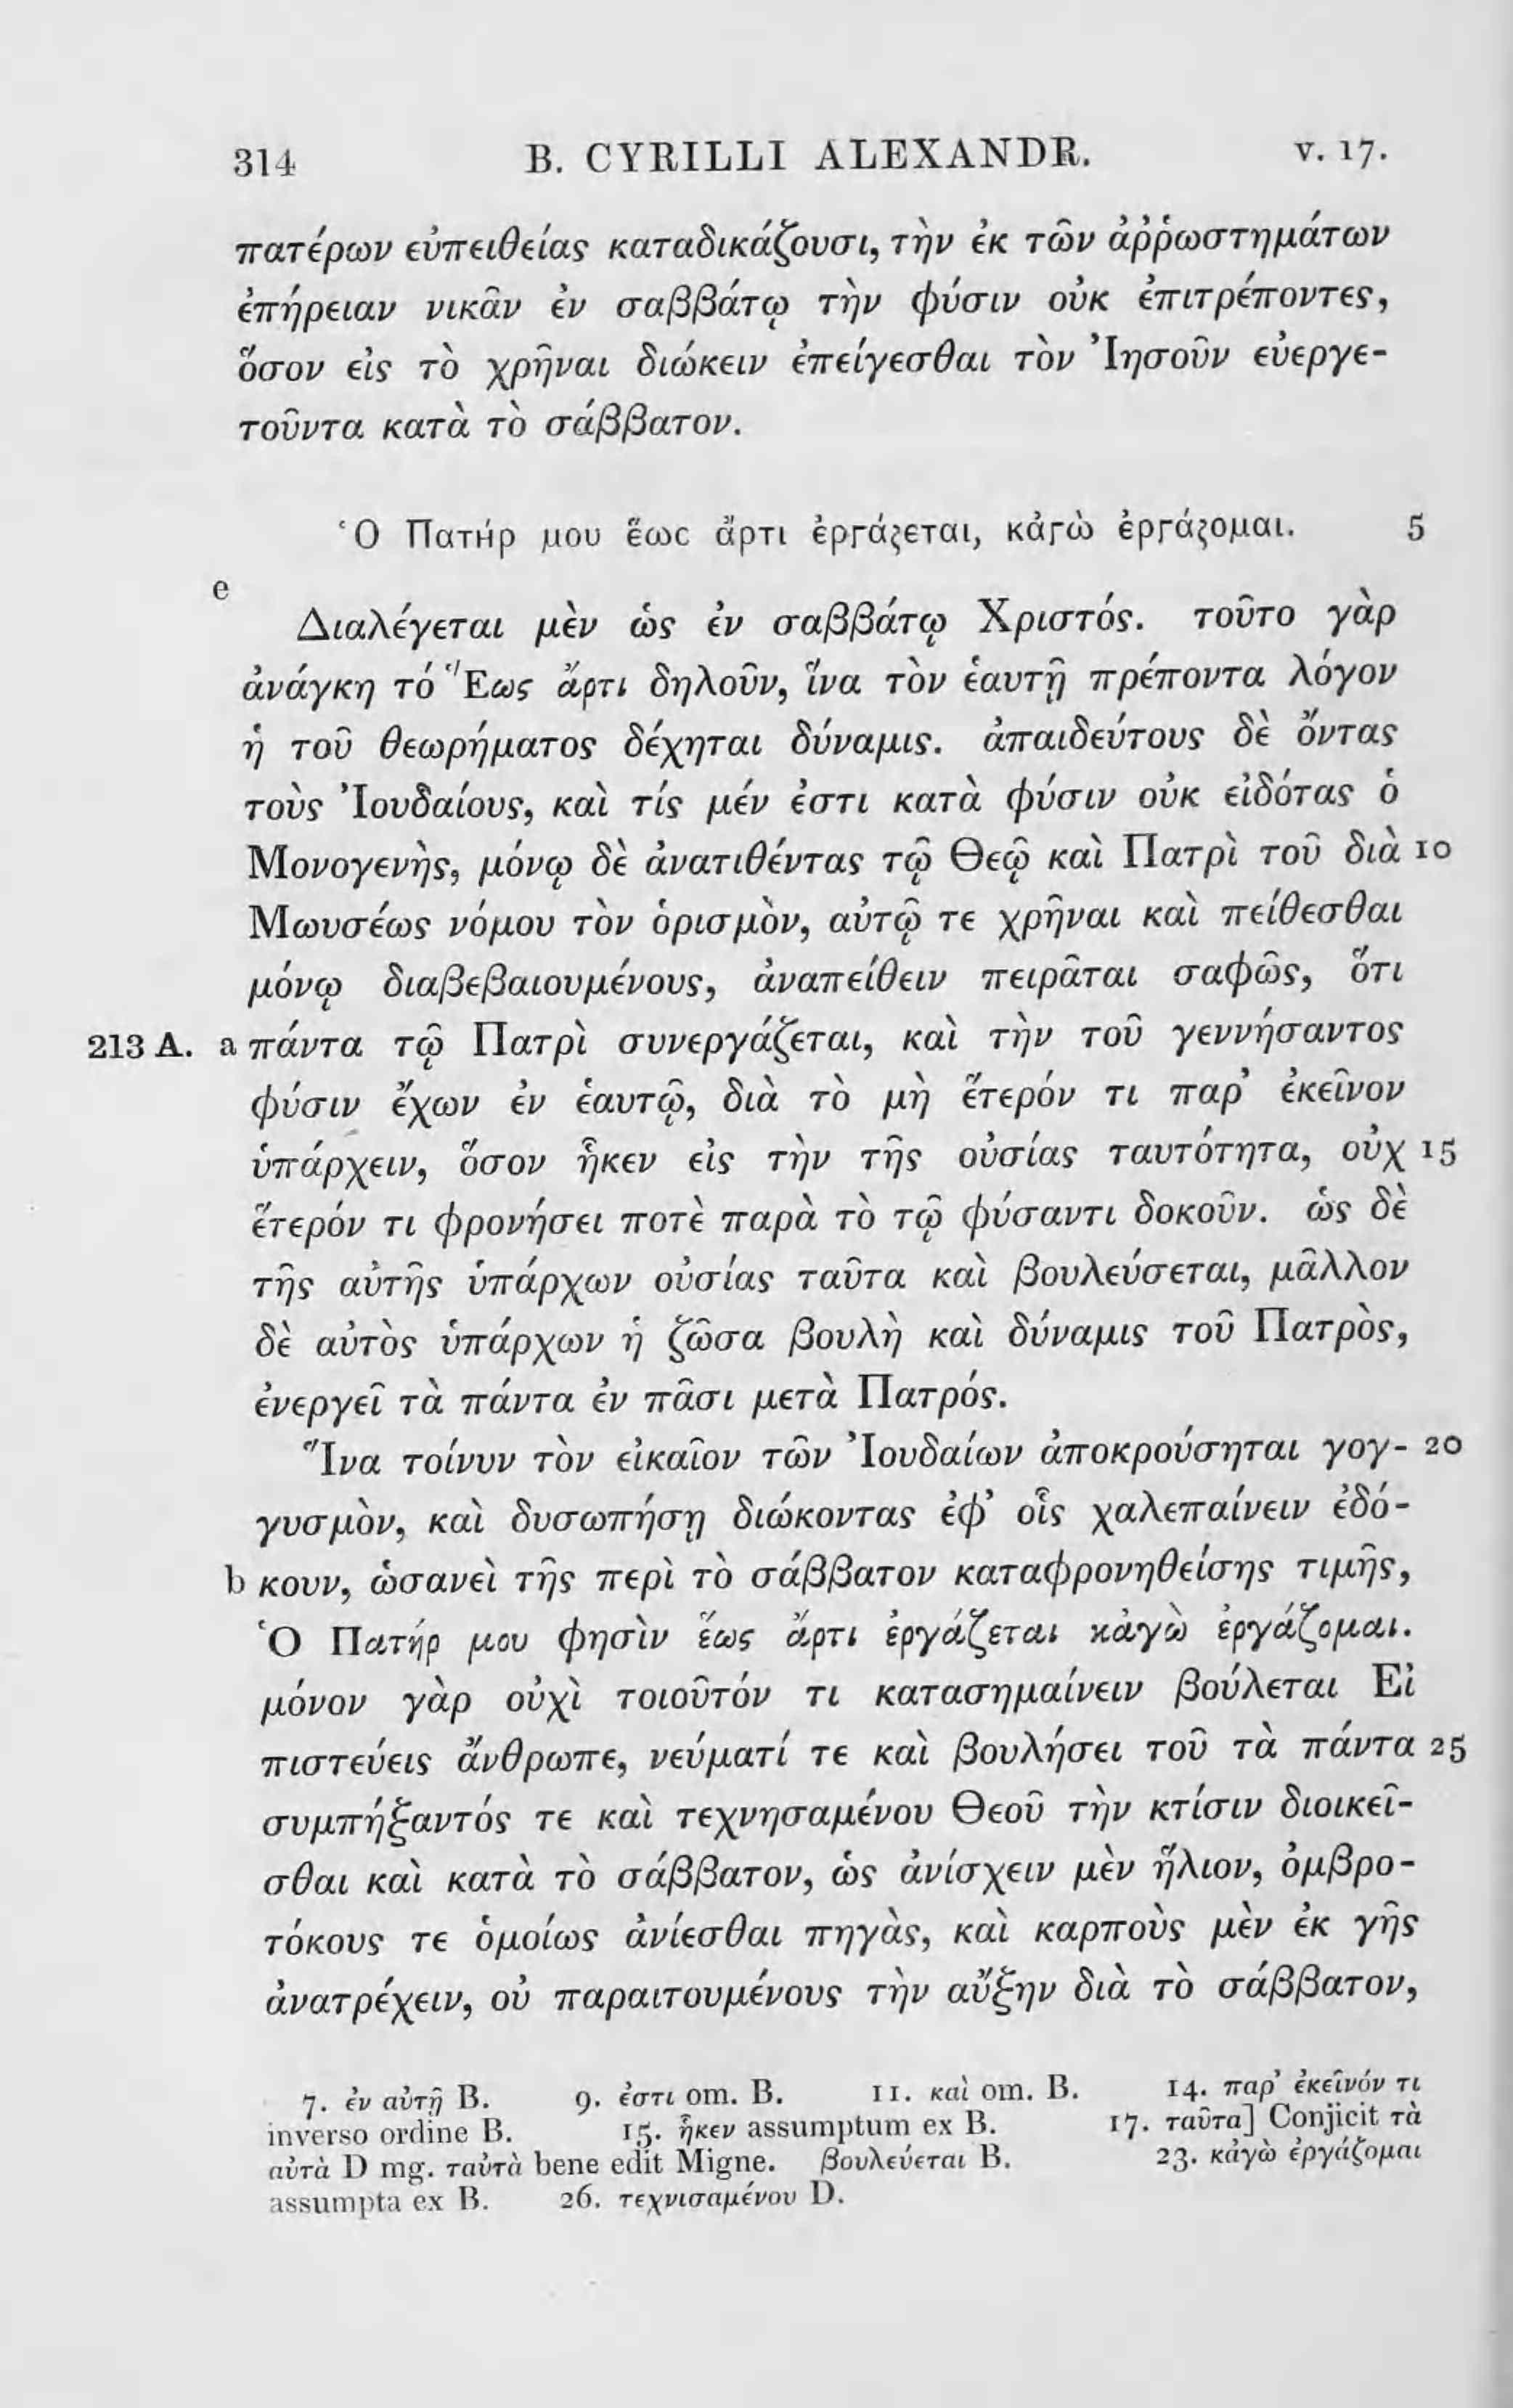 314 B. CYRILLI ALEXANDR. v. 17.
πατέρων εὐπειθείας καταδικάζουσι, τὴν ἐκ τῶν ἀῤῥωστημάτων
ἐπήρειαν νικᾶν ἐν σαββάτῳ τὴν φύσιν οὐκ ἐπιτρέποντες,
ὅσον εἰς τὸ χρῆναι διώκειν ἐπείγεσθαι τὸν Ἰησοῦν εὐεργε-
τοῦντα κατὰ τὸ σάββατον.
Ὁ Πατήρ μου ἕως ἄρτι ἐργάζεται, κἀγὼ ἐργάζομαι. 5
e
Διαλέγεται μὲν ὡς ἐν σαββάτῳ Χριστός. τοῦτο γὰρ
ἀνάγκη τό Ἕως ἄρτι δηλοῦν, ἵνα τὸν ἑαυτῇ πρέποντα λόγον
ἡ τοῦ θεωρήματος δέχηται δύναμις. ἀπαιδεύτους δὲ ὄντας
τοὺς Ἰουδαίους, καὶ τίς μέν ἐστι κατὰ φύσιν οὐκ εἰδότας ὁ
Μονογενὴς, μόνῳ δὲ ἀνατιθέντας τῷ Θεῷ καὶ Πατρὶ τοῦ διὰ 10
Μωυσέως νόμου τὸν ὁρισμὸν, αὐτῷ τε χρῆναι καὶ πείθεσθαι
μόνῳ διαβεβαιουμένους, ἀναπείθειν πειρᾶται σαφῶς, ὅτι
213 A. a πάντα τῷ Πατρὶ συνεργάζεται, καὶ τὴν τοῦ γεννήσαντος
φύσιν ἔχων ἐν ἑαυτῷ, διὰ τὸ μὴ ἕτερόν τι παρ’ ἐκεῖνον
ὑπάρχειν, ὅσον ἧκεν εἰς τὴν τῆς οὐσίας ταυτότητα, οὐχ 15
ἕτερόν τι φρονήσει ποτὲ παρὰ τὸ τῷ φύσαντι δοκοῦν. ὡς δὲ
τῆς αὐτῆς ὑπάρχων οὐσίας ταῦτα καὶ βουλεύσεται, μᾶλλον
δὲ αὐτὸς ὑπάρχων ἡ ζῶσα βουλὴ καὶ δύναμις τοῦ Πατρὸς,
ἐνεργεῖ τὰ πάντα ἐν πᾶσι μετὰ Πατρός.
Ἵνα τοίνυν τὸν εἰκαῖον τῶν Ἰουδαίων ἀποκρούσηται γογ- 20
γυσμὸν, καὶ δυσωπήσῃ διώκοντας ἐφ’ οἷς χαλεπαίνειν ἐδό-
b κουν, ὡσανεὶ τῆς περὶ τὸ σάββατον καταφρονηθείσης τιμῆς,
Ὁ Πατήρ μου φησὶν ἕως ἄρτι ἐργάζεται κἀγὼ ἐργάζομαι.
μόνον γὰρ οὐχὶ τοιοῦτόν τι κατασημαίνειν βούλεται Εἰ
πιστεύεις ἄνθρωπε, νεύματί τε καὶ βουλήσει τοῦ τὰ πάντα 25
συμπήξαντός τε καὶ τεχνησαμένου Θεοῦ τὴν κτίσιν διοικεῖ-
σθαι καὶ κατὰ τὸ σάββατον, ὡς ἀνίσχειν μὲν ἥλιον, ὀμβρο-
τόκους τε ὁμοίως ἀνίεσθαι πηγὰς, καὶ καρποὺς μὲν ἐκ γῆς
ἀνατρέχειν, οὐ παραιτουμένους τὴν αὔξην διὰ τὸ σάββατον,
7. ἐν αὐτῇ B. 9. ἐστι om. B. 11. καὶ om. B. 14. παρ’ ἐκεῖνόν τι
inverso ordine B. 15. ἧκεν assumptum ex B. 17. ταῦτα] Conjicit τὰ
αὐτὰ D mg. ταὐτὰ bene edit Migne. βουλεύεται B. 23. κἀγὼ ἐργάζομαι
assumpta ex B. 26. τεχνισαμένου D.